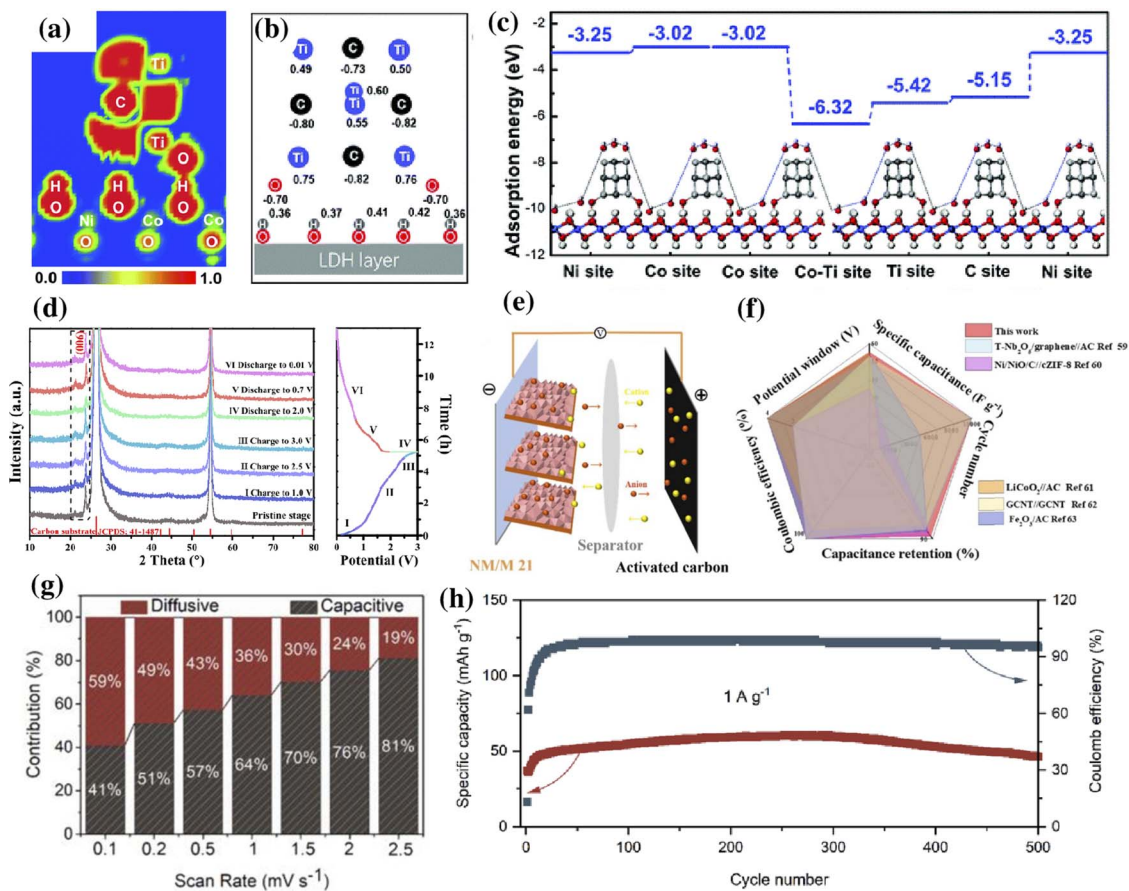 (a)
Ti
C
Ti
O
H H H
O O O
Ni Co Co
O O O
0.0 1.0
(b)
Ti C Ti
0.49 -0.73 0.50
Ti 0.60
C Ti C
-0.80 0.55 -0.82
Ti C Ti
0.75 -0.82 0.76
O O
-0.70 -0.70
0.36 0.37 0.41 0.42 0.36
H H H H H
O O O O O
LDH layer
(c)
Adsorption energy (eV)
-2
-4
-6
-8
-10
-12
-3.25 -3.02 -3.02 -6.32 -5.42 -5.15 -3.25
Ni site Co site Co site Co-Ti site Ti site C site Ni site
(d)
Intensity (a.u.)
(006)
VI Discharge to 0.01 V
V Discharge to 0.7 V
IV Discharge to 2.0 V
III Charge to 3.0 V
II Charge to 2.5 V
I Charge to 1.0 V
Pristine stage
Carbon substrate JCPDS: 41-1487
10 20 30 40 50 60 70 80
2 Theta (°)
VI
V
IV
III
II
I
0 1 2 3
Potential (V)
12
10
8
6
4
2
0
Time (h)
(e)
V
Cation
Anion
Separator
NM/M 21
Activated carbon
(f)
This work
T-Nb2O5/graphene//AC Ref 59
Ni/NiO/C//cZIF-8 Ref 60
LiCoO2//AC Ref 61
GCNT//GCNT Ref 62
Fe2O3/AC Ref 63
Potential window (V)
Specific capacitance (F g-1)
Cycle number
Capacitance retention (%)
Coulombic efficiency (%)
60
4
100
90
(g)
Diffusive Capacitive
Contribution (%)
100
80
60
40
20
0
59% 49% 43% 36% 30% 24% 19%
41% 51% 57% 64% 70% 76% 81%
0.1 0.2 0.5 1 1.5 2 2.5
Scan Rate (mV s-1)
(h)
Specific capacity (mAh g-1)
150
100
50
0
1 A g-1
120
90
60
30
0
Coulomb efficiency (%)
0 100 200 300 400 500
Cycle number